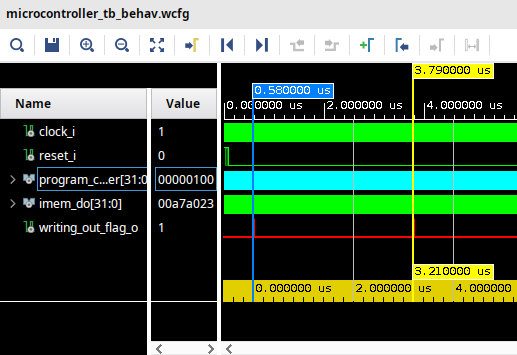 microcontroller_tb_behav.wcfg
3.790000 us
0.580000 us
0.000000 us 2.000000 us 4.000000 us
Name Value
clock_i 1
reset_i 0
program_c...er[31:0] 00000100
imem_do[31:0] 00a7a023
writing_out_flag_o 1
3.210000 us
0.000000 us 2.000000 us 4.000000 us